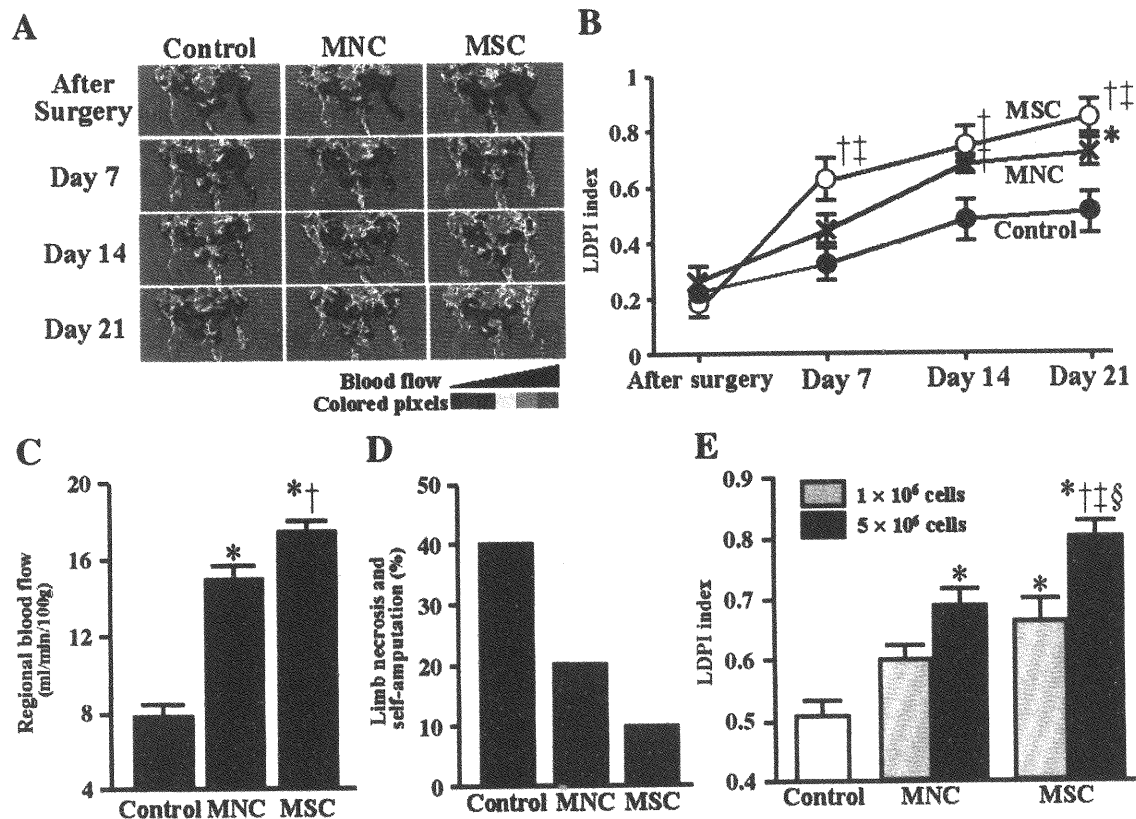 A
Control MNC MSC
After
Surgery
Day 7
Day 14
Day 21
Blood flow
Colored pixels
B
LDPI index
1
0.8
0.6
0.4
0.2
0
MSC
MNC
Control
†‡
†
‡
†‡
*
After surgery Day 7 Day 14 Day 21
C
Regional blood flow
(ml/min/100g)
20
16
12
8
4
*
*†
Control MNC MSC
D
Limb necrosis and
self-amputation (%)
50
40
30
20
10
0
Control MNC MSC
E
LDPI index
0.9
0.8
0.7
0.6
0.5
0.4
1 × 10⁶ cells
5 × 10⁶ cells
*
*
*†‡§
Control MNC MSC